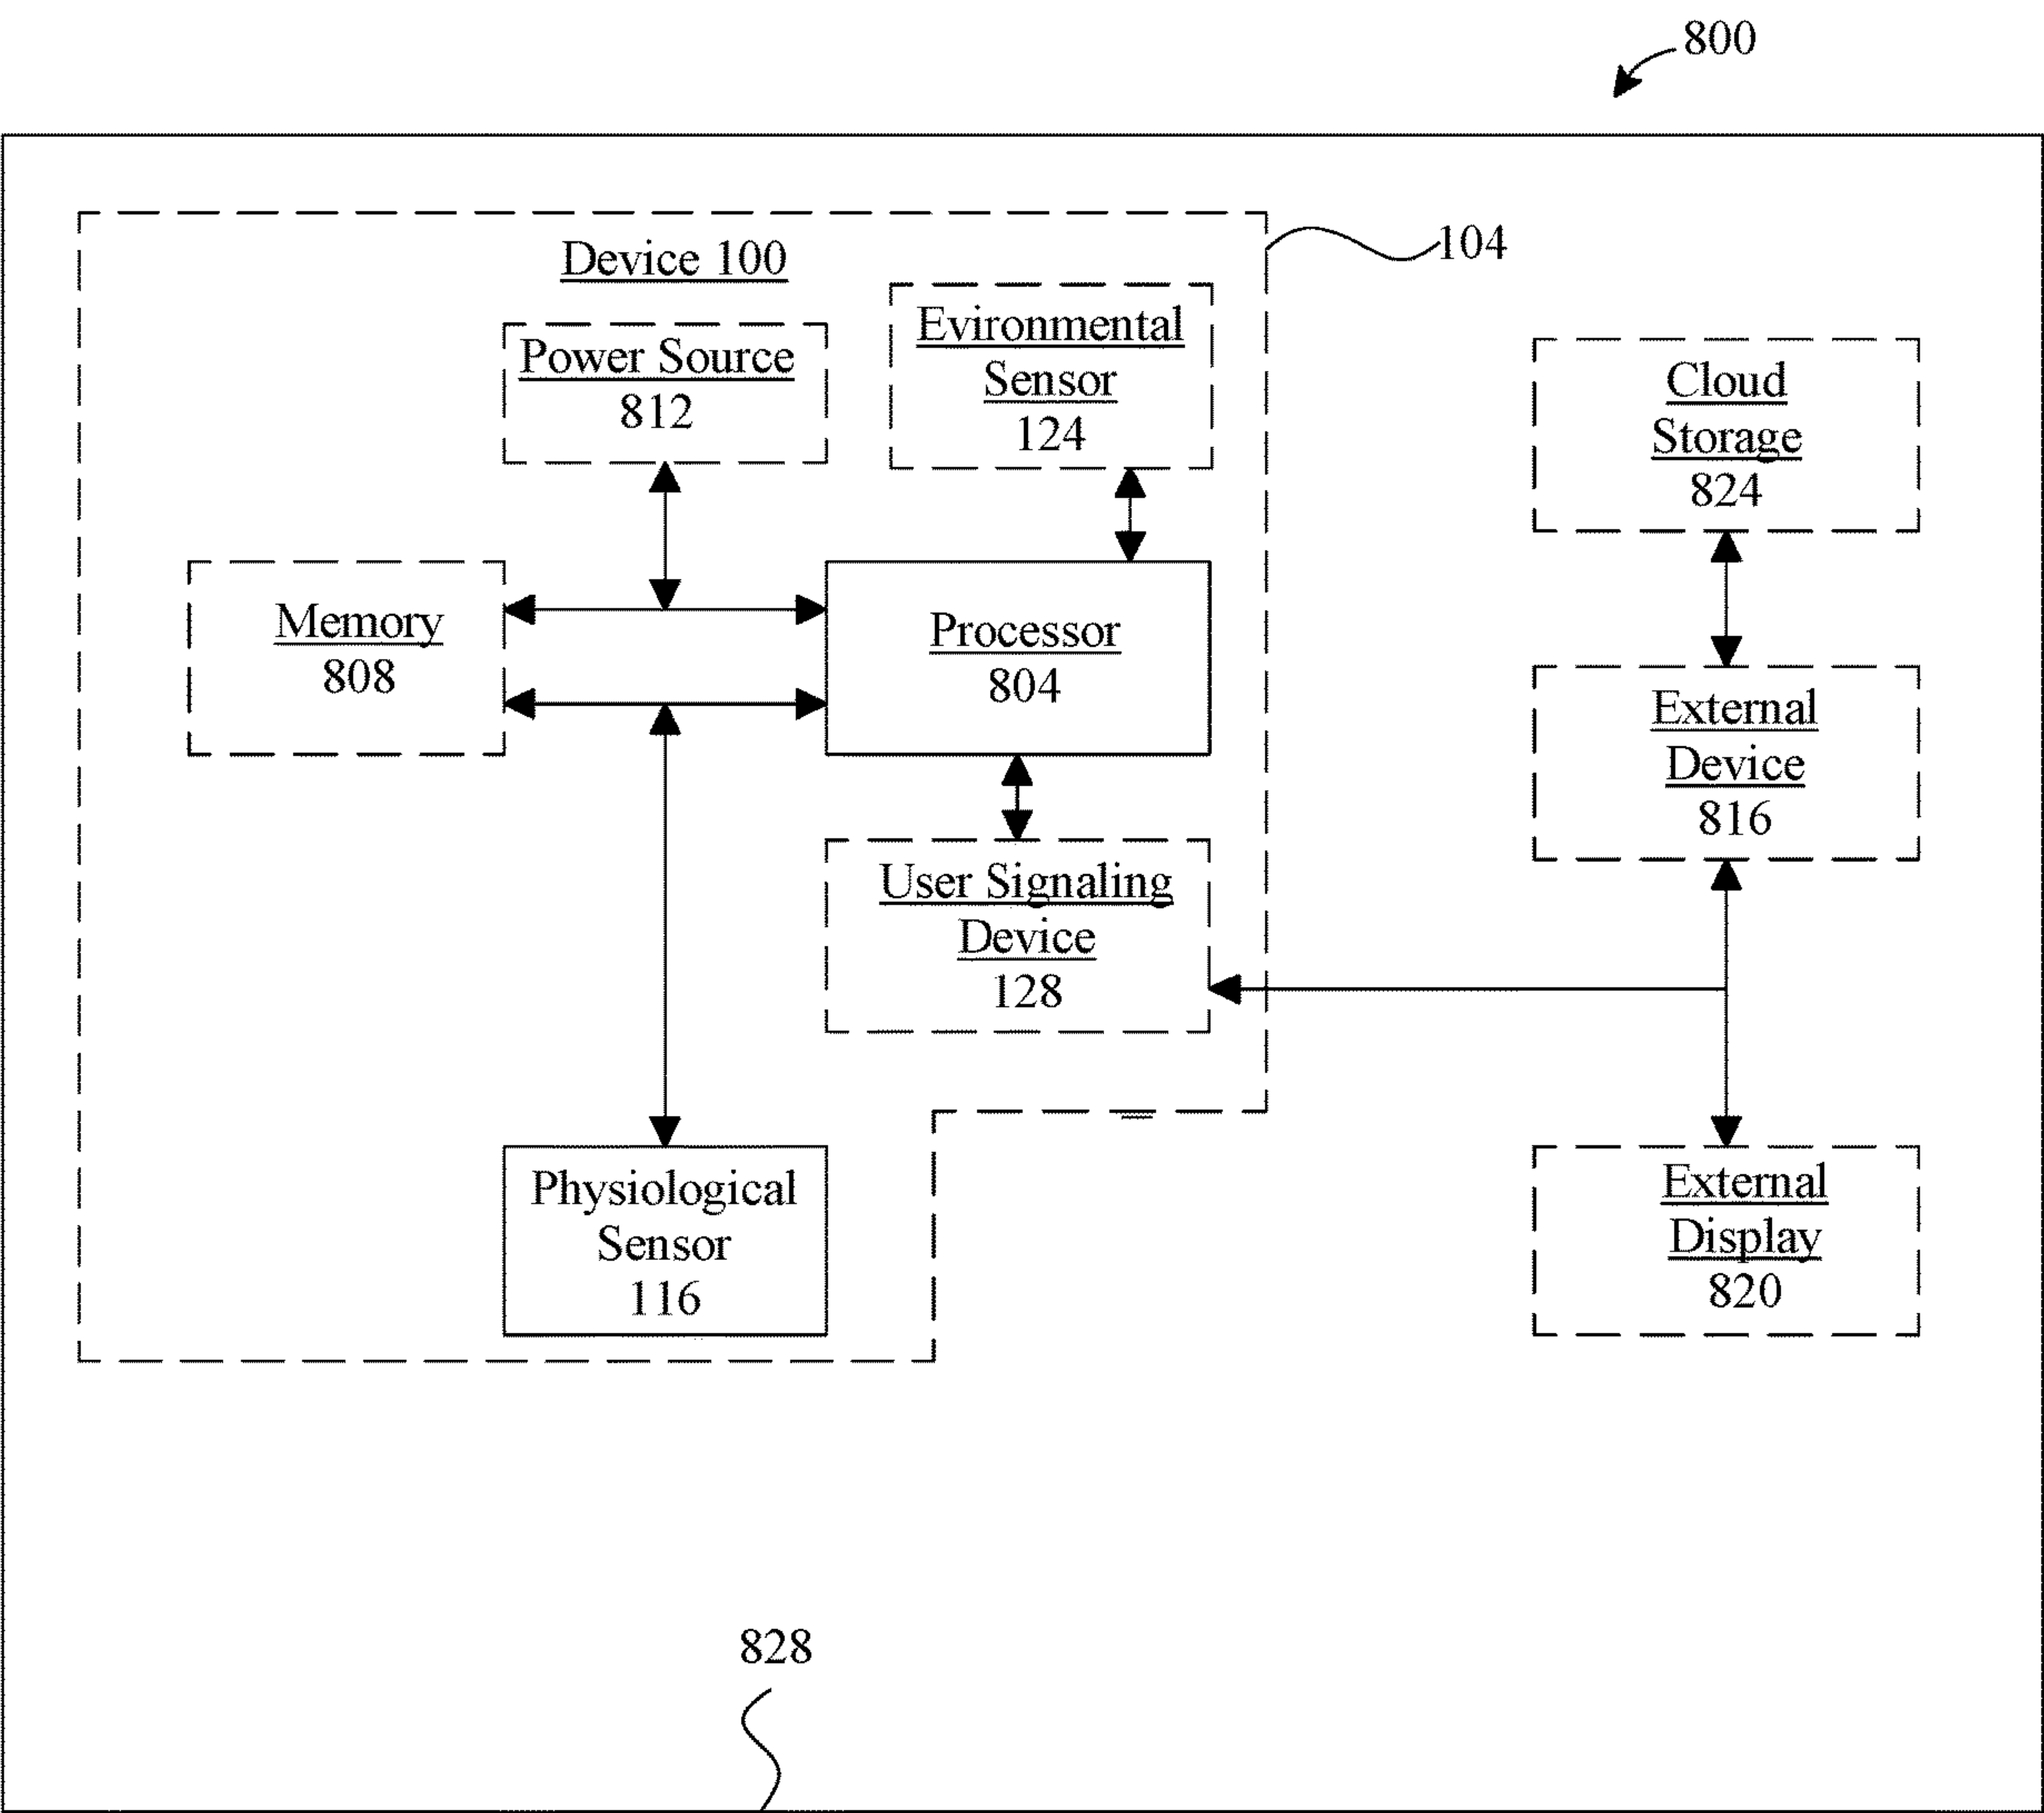 800
104
Device 100
Power Source
812
Evironmental
Sensor
124
Cloud
Storage
824
Memory
808
Processor
804
External
Device
816
User Signaling
Device
128
Physiological
Sensor
116
External
Display
820
828